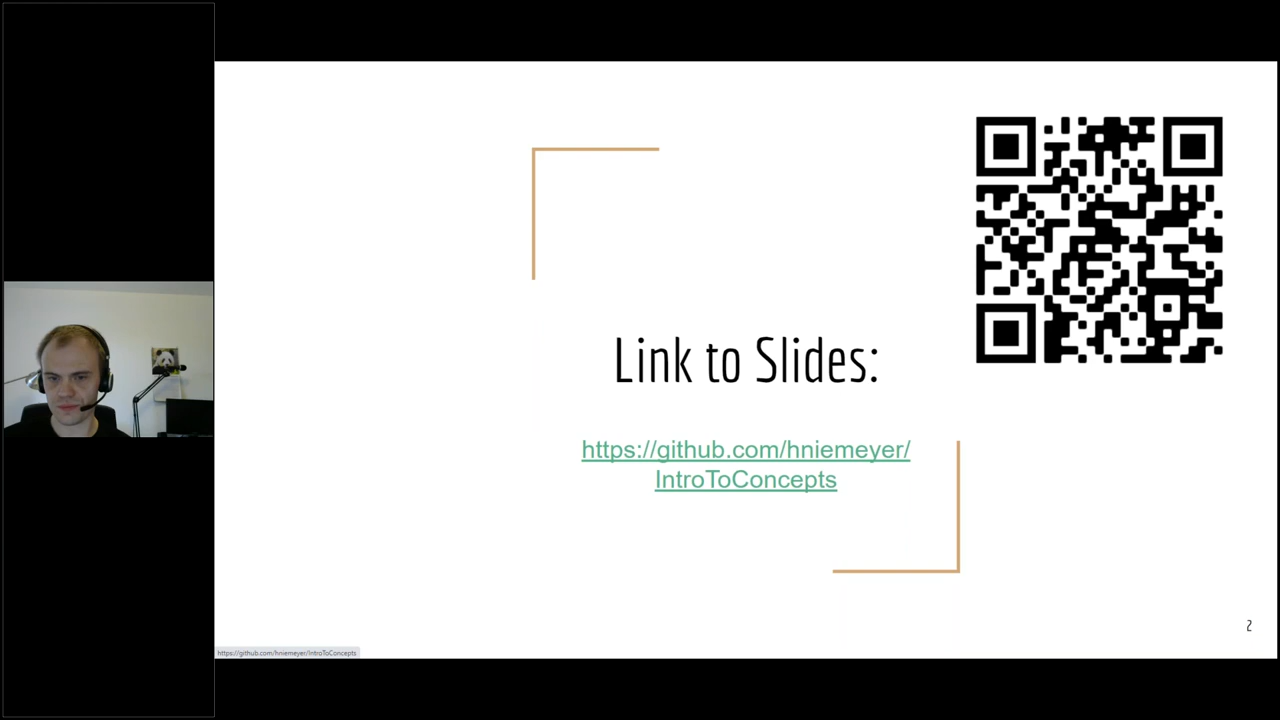 Link to Slides:
https://github.com/hniemeyer/
IntroToConcepts
2
https://github.com/hniemeyer/IntroToConcepts